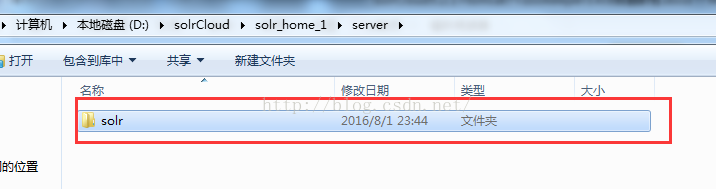 计算机 ▸ 本地磁盘 (D:) ▸ solrCloud ▸ solr_home_1 ▸ server ▸
打开 包含到库中 共享 新建文件夹
名称 修改日期 类型 大小
http://blog.csdn.net/
solr 2016/8/1 23:44 文件夹
的位置